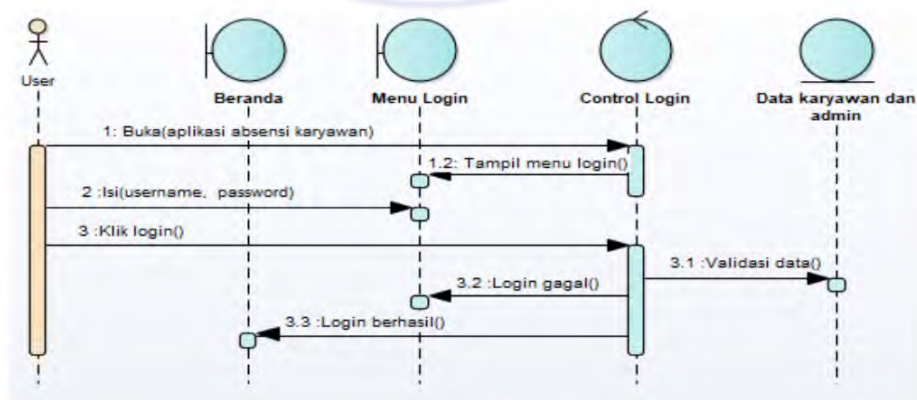 User
Beranda
Menu Login
Control Login
Data karyawan dan
admin
1: Buka(aplikasi absensi karyawan)
1.2: Tampil menu login()
2 :Isi(username, password)
3 :Klik login()
3.1 :Validasi data()
3.2 :Login gagal()
3.3 :Login berhasil()